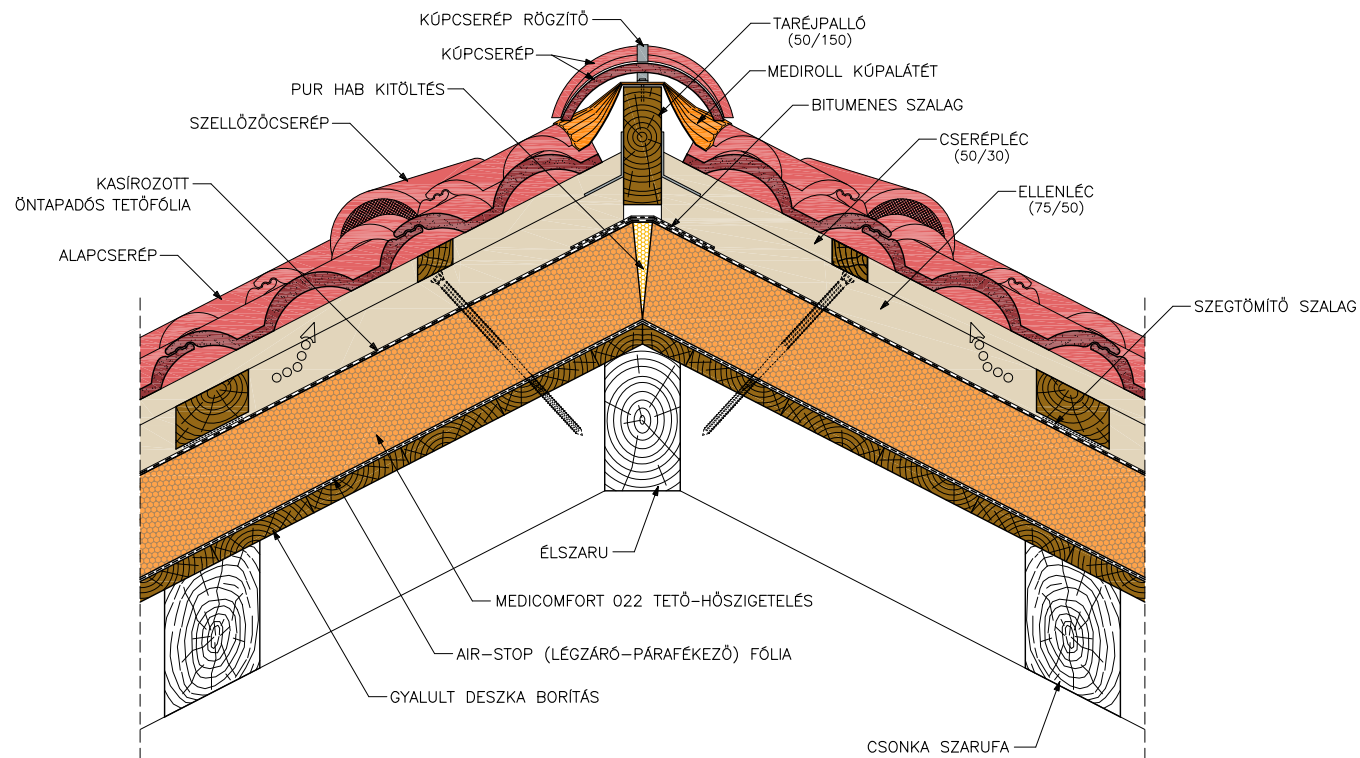 KÚPCSERÉP RÖGZÍTŐ
KÚPCSERÉP
PUR HAB KITÖLTÉS
SZELLŐZŐCSERÉP
KASÍROZOTT
ÖNTAPADÓS TETŐFÓLIA
ALAPCSERÉP
TARÉJPALLÓ
(50/150)
MEDIROLL KÚPALÁTÉT
BITUMENES SZALAG
CSERÉPLÉC
(50/30)
ELLENLÉC
(75/50)
SZEGTÖMÍTŐ SZALAG
ÉLSZARU
MEDICOMFORT 022 TETŐ-HŐSZIGETELÉS
AIR-STOP (LÉGZÁRÓ-PÁRAFÉKEZŐ) FÓLIA
GYALULT DESZKA BORÍTÁS
CSONKA SZARUFA